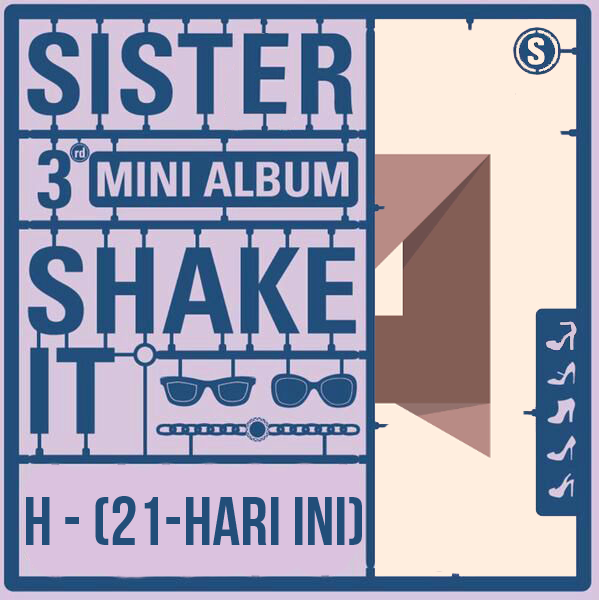 SISTER
3rd MINI ALBUM
SHAKE
IT
H - (21-HARI INI)
S